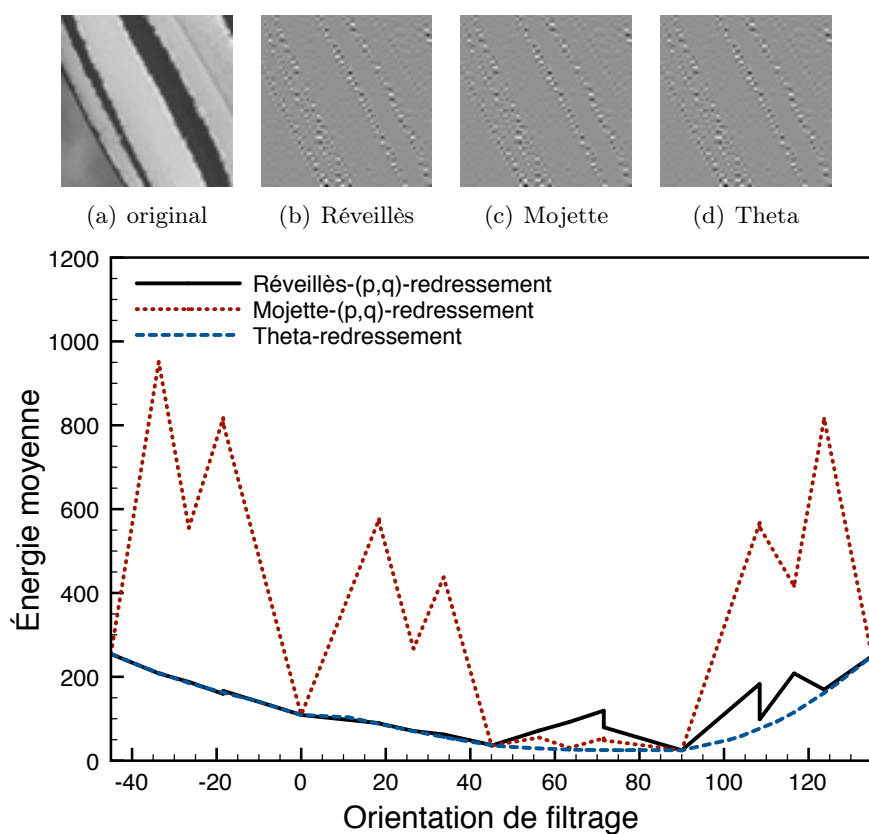 (a) original
(b) Réveillès
(c) Mojette
(d) Theta
1200
1000
800
600
400
200
0
Énergie moyenne
Réveillès-(p,q)-redressement
Mojette-(p,q)-redressement
Theta-redressement
-40 -20 0 20 40 60 80 100 120
Orientation de filtrage